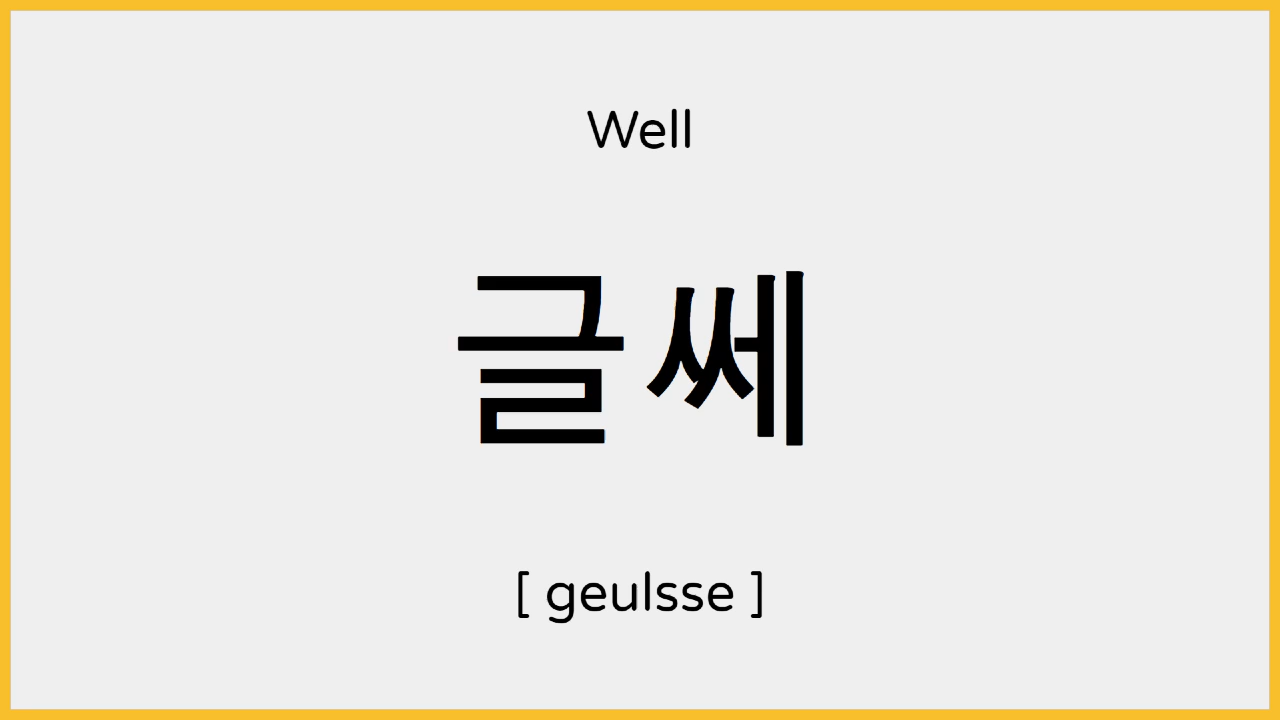 Well
글쎄
[ geulsse ]